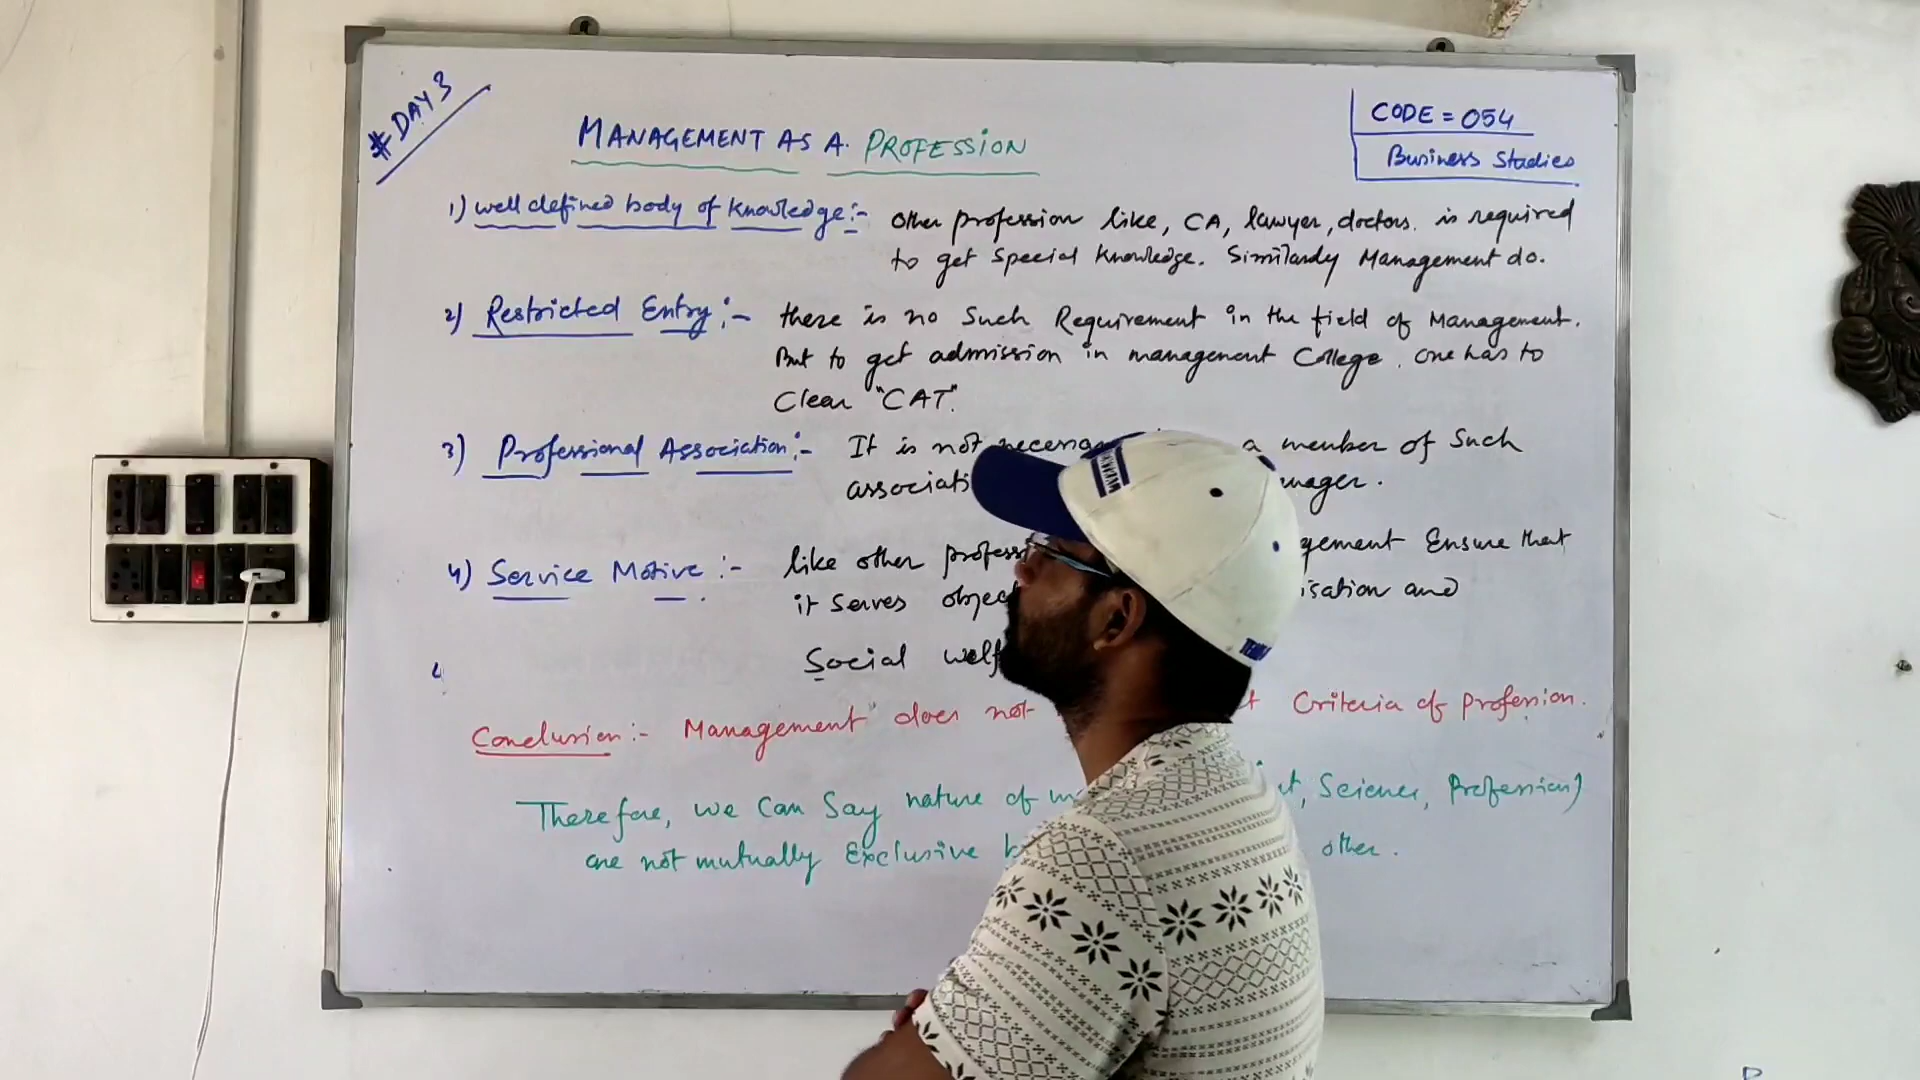 #DAY 3
MANAGEMENT AS A. PROFESSION
CODE = 054
Business Studies
1) well defined body of knowledge :- Other profession like, CA, lawyer, doctors. is required
to get special knowledge. Similarly Management do.
2) Restricted Entry :- there is no Such Requirement in the field of Management.
But to get admission in management College. one has to
Clear "CAT".
3) Professional Association :- It is not a member of Such
4) Service Motive :- like other Ensure that
it serves and
Social
Conclusion :- Management does not Criteria of Profession.
Therefore, we Can Say nature of Science, Profession)
are not mutually Exclusive other.